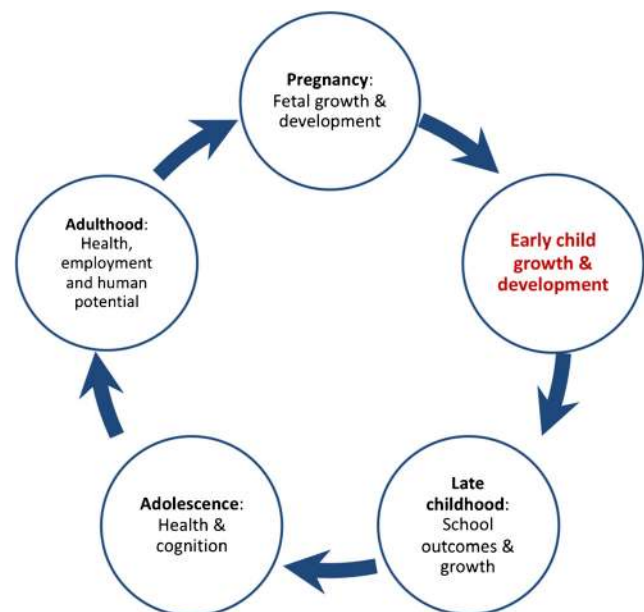 Pregnancy:
Fetal growth &
development
Early child
growth &
development
Late
childhood:
School
outcomes &
growth
Adolescence:
Health &
cognition
Adulthood:
Health,
employment
and human
potential